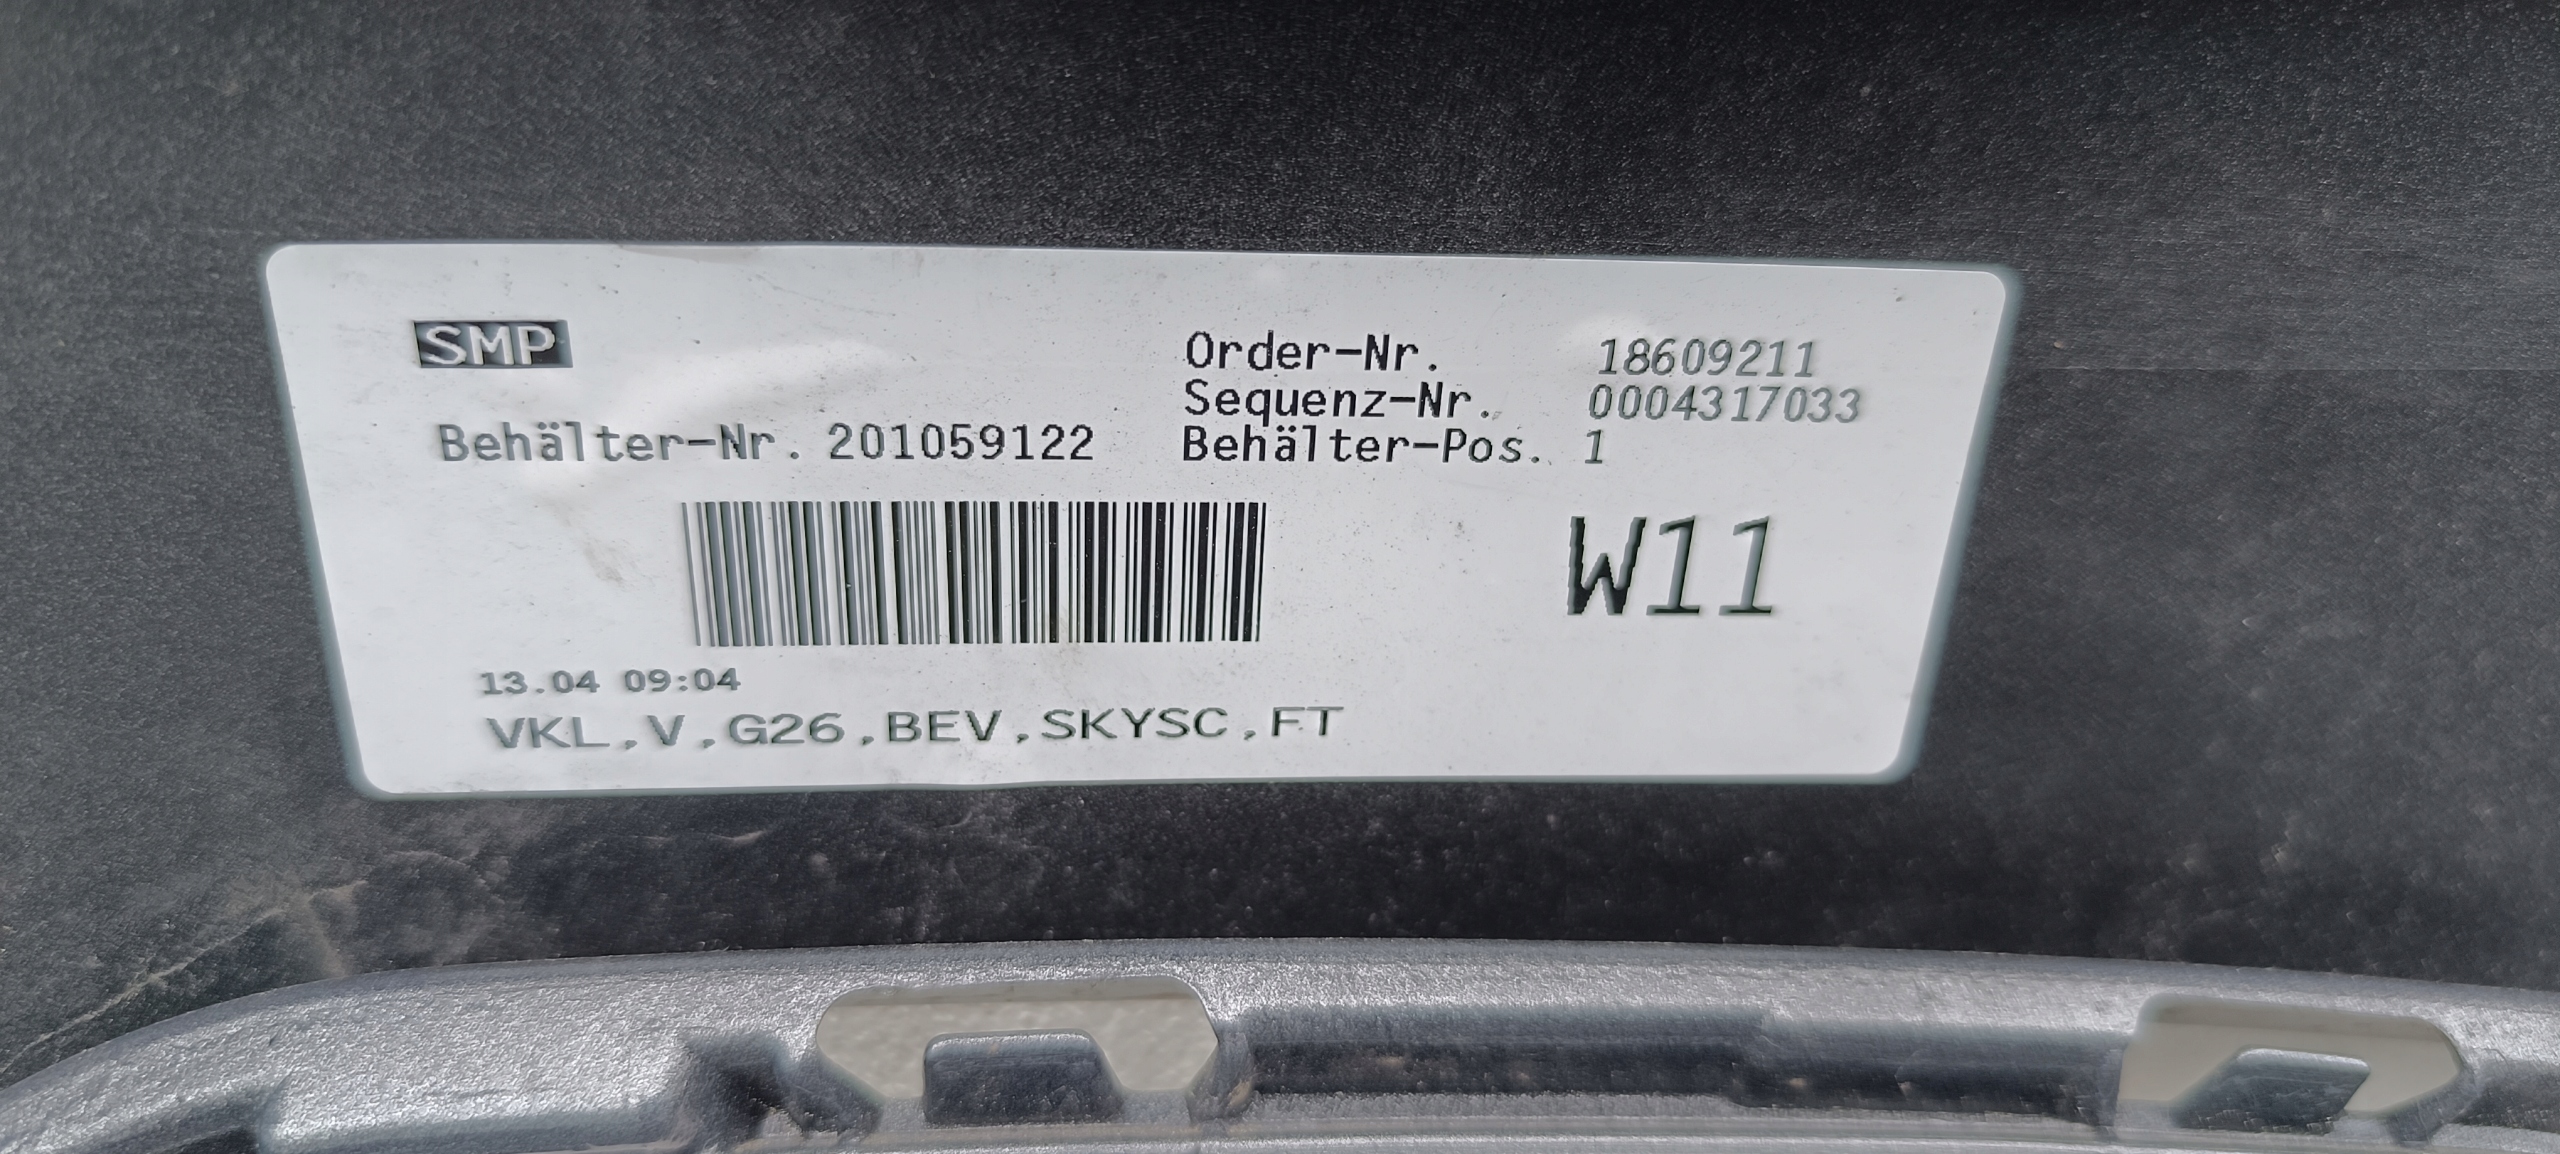 SMP
Order-Nr. 18609211
Sequenz-Nr. 0004317033
Behälter-Nr. 201059122 Behälter-Pos. 1
W11
13.04 09:04
VKL,V,G26,BEV,SKYSC,FT